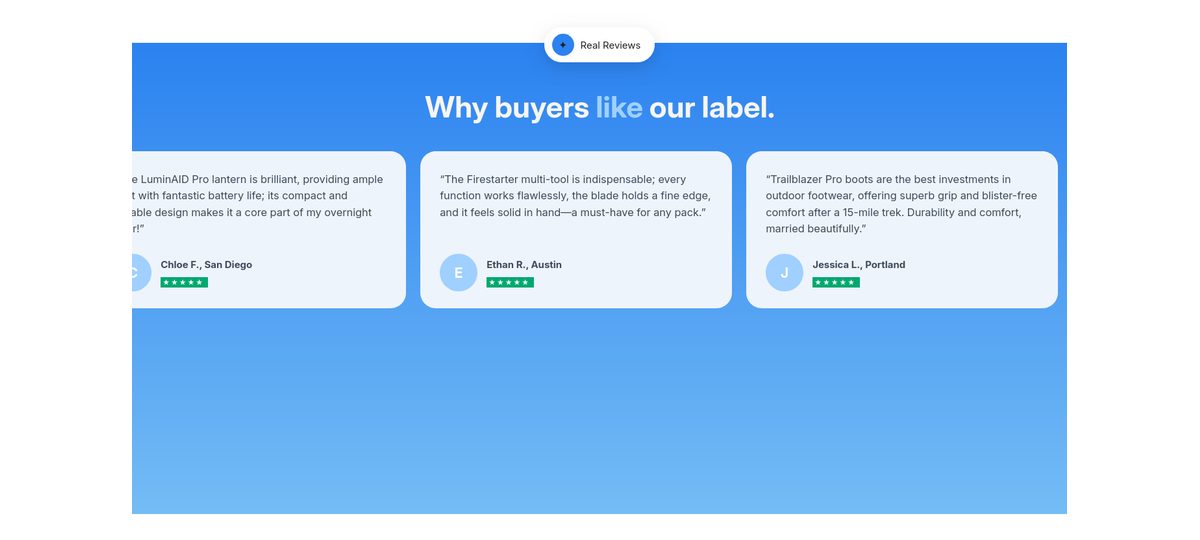 Real Reviews
Why buyers like our label.
e LuminAID Pro lantern is brilliant, providing ample
t with fantastic battery life; its compact and
able design makes it a core part of my overnight
r!”
C
Chloe F., San Diego
“The Firestarter multi-tool is indispensable; every
function works flawlessly, the blade holds a fine edge,
and it feels solid in hand—a must-have for any pack.”
E
Ethan R., Austin
“Trailblazer Pro boots are the best investments in
outdoor footwear, offering superb grip and blister-free
comfort after a 15-mile trek. Durability and comfort,
married beautifully.”
J
Jessica L., Portland